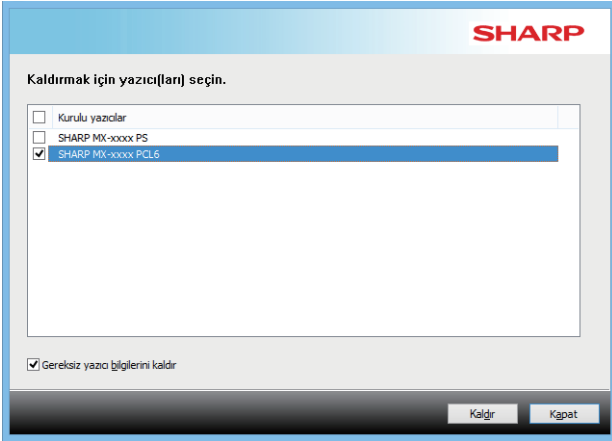 SHARP
Kaldırmak için yazıcı(ları) seçin.
Kurulu yazıcılar
SHARP MX-xxxx PS
SHARP MX-xxxx PCL6
Gereksiz yazıcı bilgilerini kaldır
Kaldır
Kapat